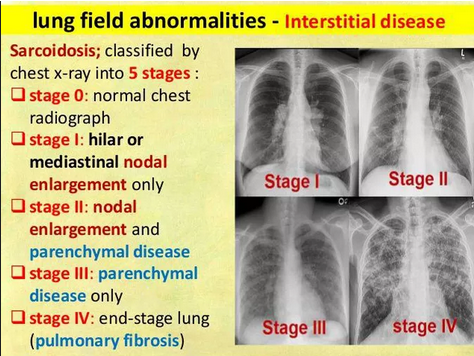 lung field abnormalities - Interstitial disease
Sarcoidosis; classified by
chest x-ray into 5 stages :
stage 0: normal chest
radiograph
stage I: hilar or
mediastinal nodal
enlargement only
stage II: nodal
enlargement and
parenchymal disease
stage III: parenchymal
disease only
stage IV: end-stage lung
(pulmonary fibrosis)
Stage I
Stage II
Stage III
stage IV